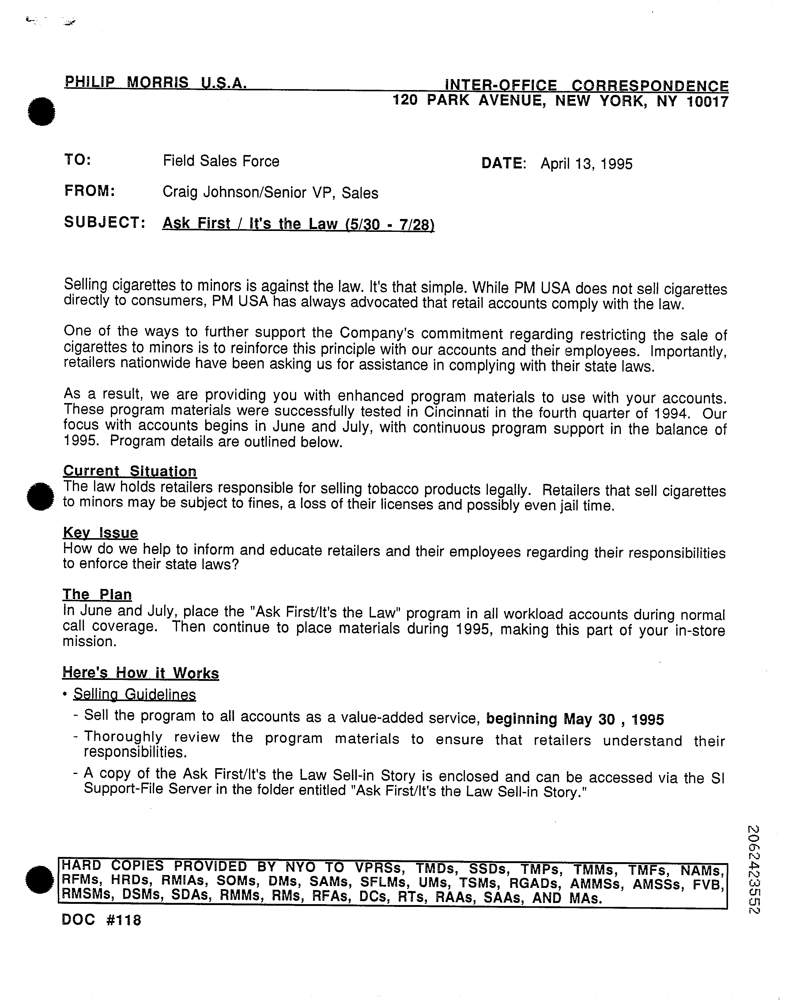 PHILIP MORRIS U.S.A.
INTER-OFFICE CORRESPONDENCE
120 PARK AVENUE, NEW YORK, NY 10017
TO: Field Sales Force DATE: April 13, 1995
FROM: Craig Johnson/Senior VP, Sales
SUBJECT: Ask First / It's the Law (5/30 - 7/28)
Selling cigarettes to minors is against the law. It's that simple. While PM USA does not sell cigarettes
directly to consumers, PM USA has always advocated that retail accounts comply with the law.
One of the ways to further support the Company's commitment regarding restricting the sale of
cigarettes to minors is to reinforce this principle with our accounts and their employees. Importantly,
retailers nationwide have been asking us for assistance in complying with their state laws.
As a result, we are providing you with enhanced program materials to use with your accounts.
These program materials were successfully tested in Cincinnati in the fourth quarter of 1994. Our
focus with accounts begins in June and July, with continuous program support in the balance of
1995. Program details are outlined below.
Current Situation
The law holds retailers responsible for selling tobacco products legally. Retailers that sell cigarettes
to minors may be subject to fines, a loss of their licenses and possibly even jail time.
Key Issue
How do we help to inform and educate retailers and their employees regarding their responsibilities
to enforce their state laws?
The Plan
In June and July, place the "Ask First/It's the Law" program in all workload accounts during normal
call coverage. Then continue to place materials during 1995, making this part of your in-store
mission.
Here's How it Works
• Selling Guidelines
- Sell the program to all accounts as a value-added service, beginning May 30 , 1995
- Thoroughly review the program materials to ensure that retailers understand their
responsibilities.
- A copy of the Ask First/It's the Law Sell-in Story is enclosed and can be accessed via the SI
Support-File Server in the folder entitled "Ask First/It's the Law Sell-in Story."
HARD COPIES PROVIDED BY NYO TO VPRSs, TMDs, SSDs, TMPs, TMMs, TMFs, NAMs,
RFMs, HRDs, RMIAs, SOMs, DMs, SAMs, SFLMs, UMs, TSMs, RGADs, AMMSs, AMSSs, FVB,
RMSMs, DSMs, SDAs, RMMs, RMs, RFAs, DCs, RTs, RAAs, SAAs, AND MAs.
DOC #118
2062423552